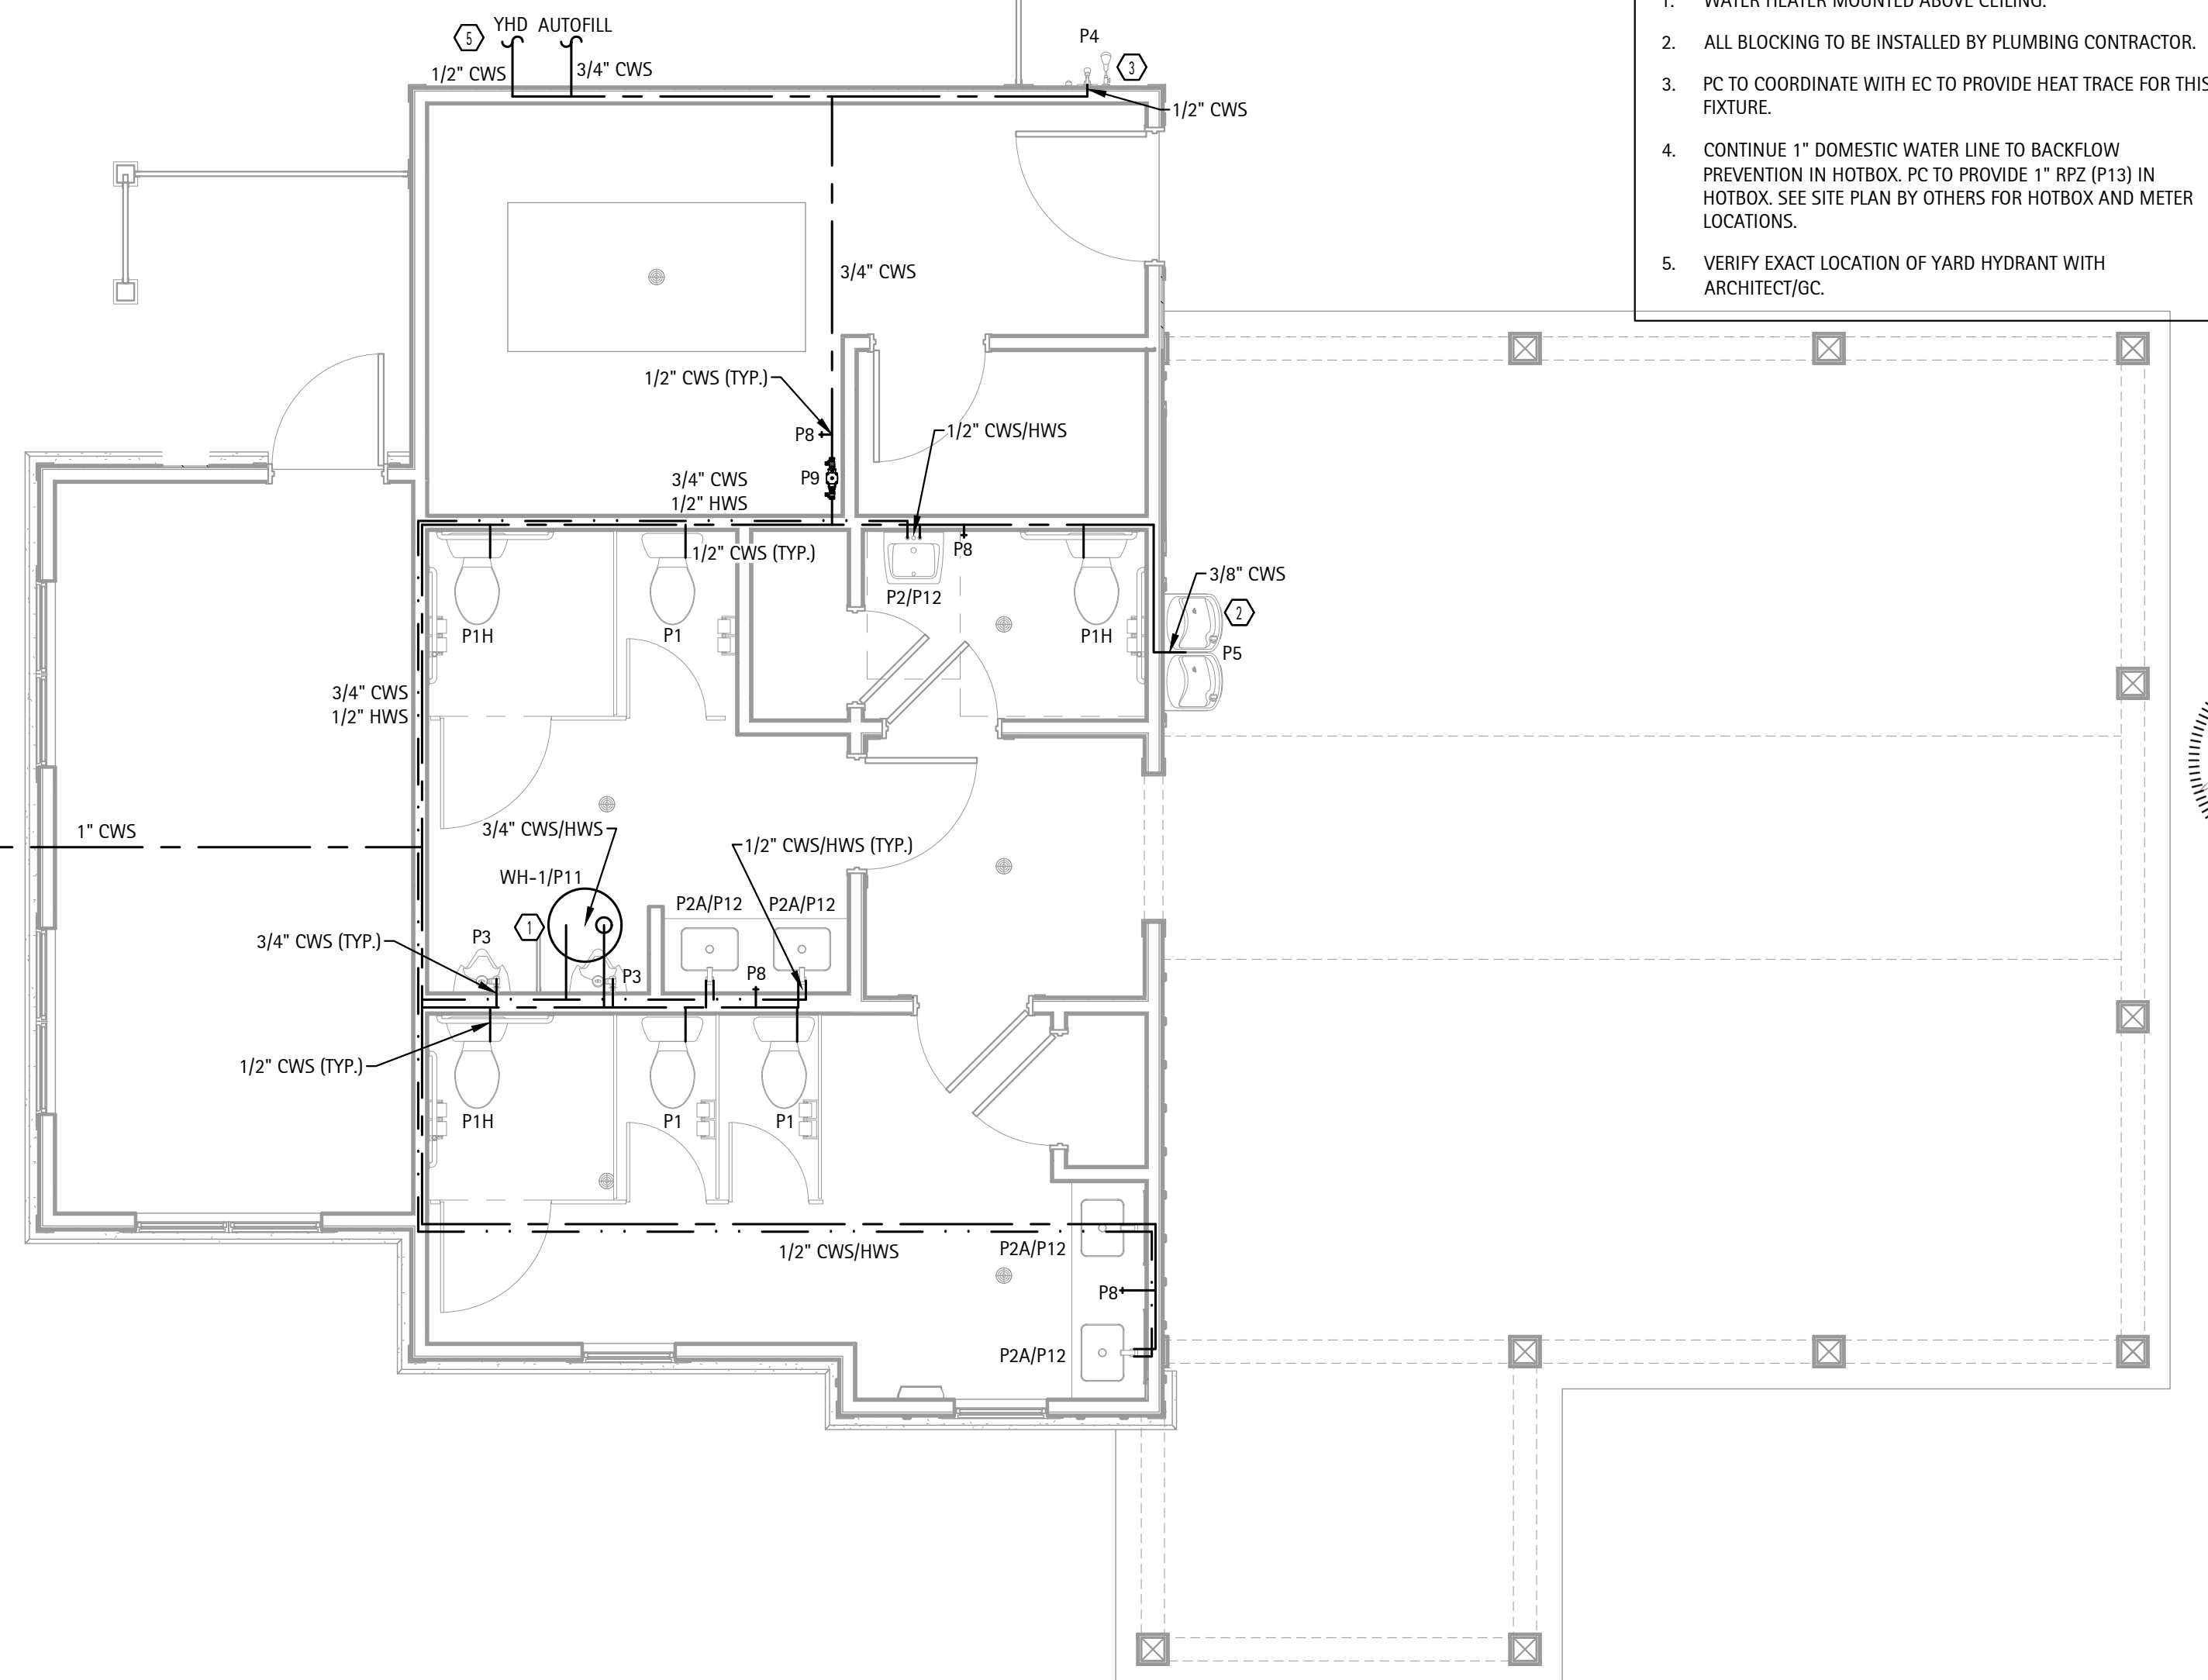 1. WATER HEATER MOUNTED ABOVE CEILING.
2. ALL BLOCKING TO BE INSTALLED BY PLUMBING CONTRACTOR.
3. PC TO COORDINATE WITH EC TO PROVIDE HEAT TRACE FOR THIS
FIXTURE.
4. CONTINUE 1" DOMESTIC WATER LINE TO BACKFLOW
PREVENTION IN HOTBOX. PC TO PROVIDE 1" RPZ (P13) IN
HOTBOX. SEE SITE PLAN BY OTHERS FOR HOTBOX AND METER
LOCATIONS.
5. VERIFY EXACT LOCATION OF YARD HYDRANT WITH
ARCHITECT/GC.
5
YHD
AUTOFILL
1/2" CWS
3/4" CWS
P4
3
1/2" CWS
3/4" CWS
1/2" CWS (TYP.)
P8
1/2" CWS/HWS
P9
3/4" CWS
1/2" HWS
1/2" CWS (TYP.)
P8
3/8" CWS
2
P2/P12
P1H
P1
P1H
P5
3/4" CWS
1/2" HWS
1" CWS
3/4" CWS/HWS
1/2" CWS/HWS (TYP.)
WH-1/P11
P2A/P12
P2A/P12
1
3/4" CWS (TYP.)
P3
P3
P8
1/2" CWS (TYP.)
P1H
P1
P1
1/2" CWS/HWS
P2A/P12
P8
P2A/P12